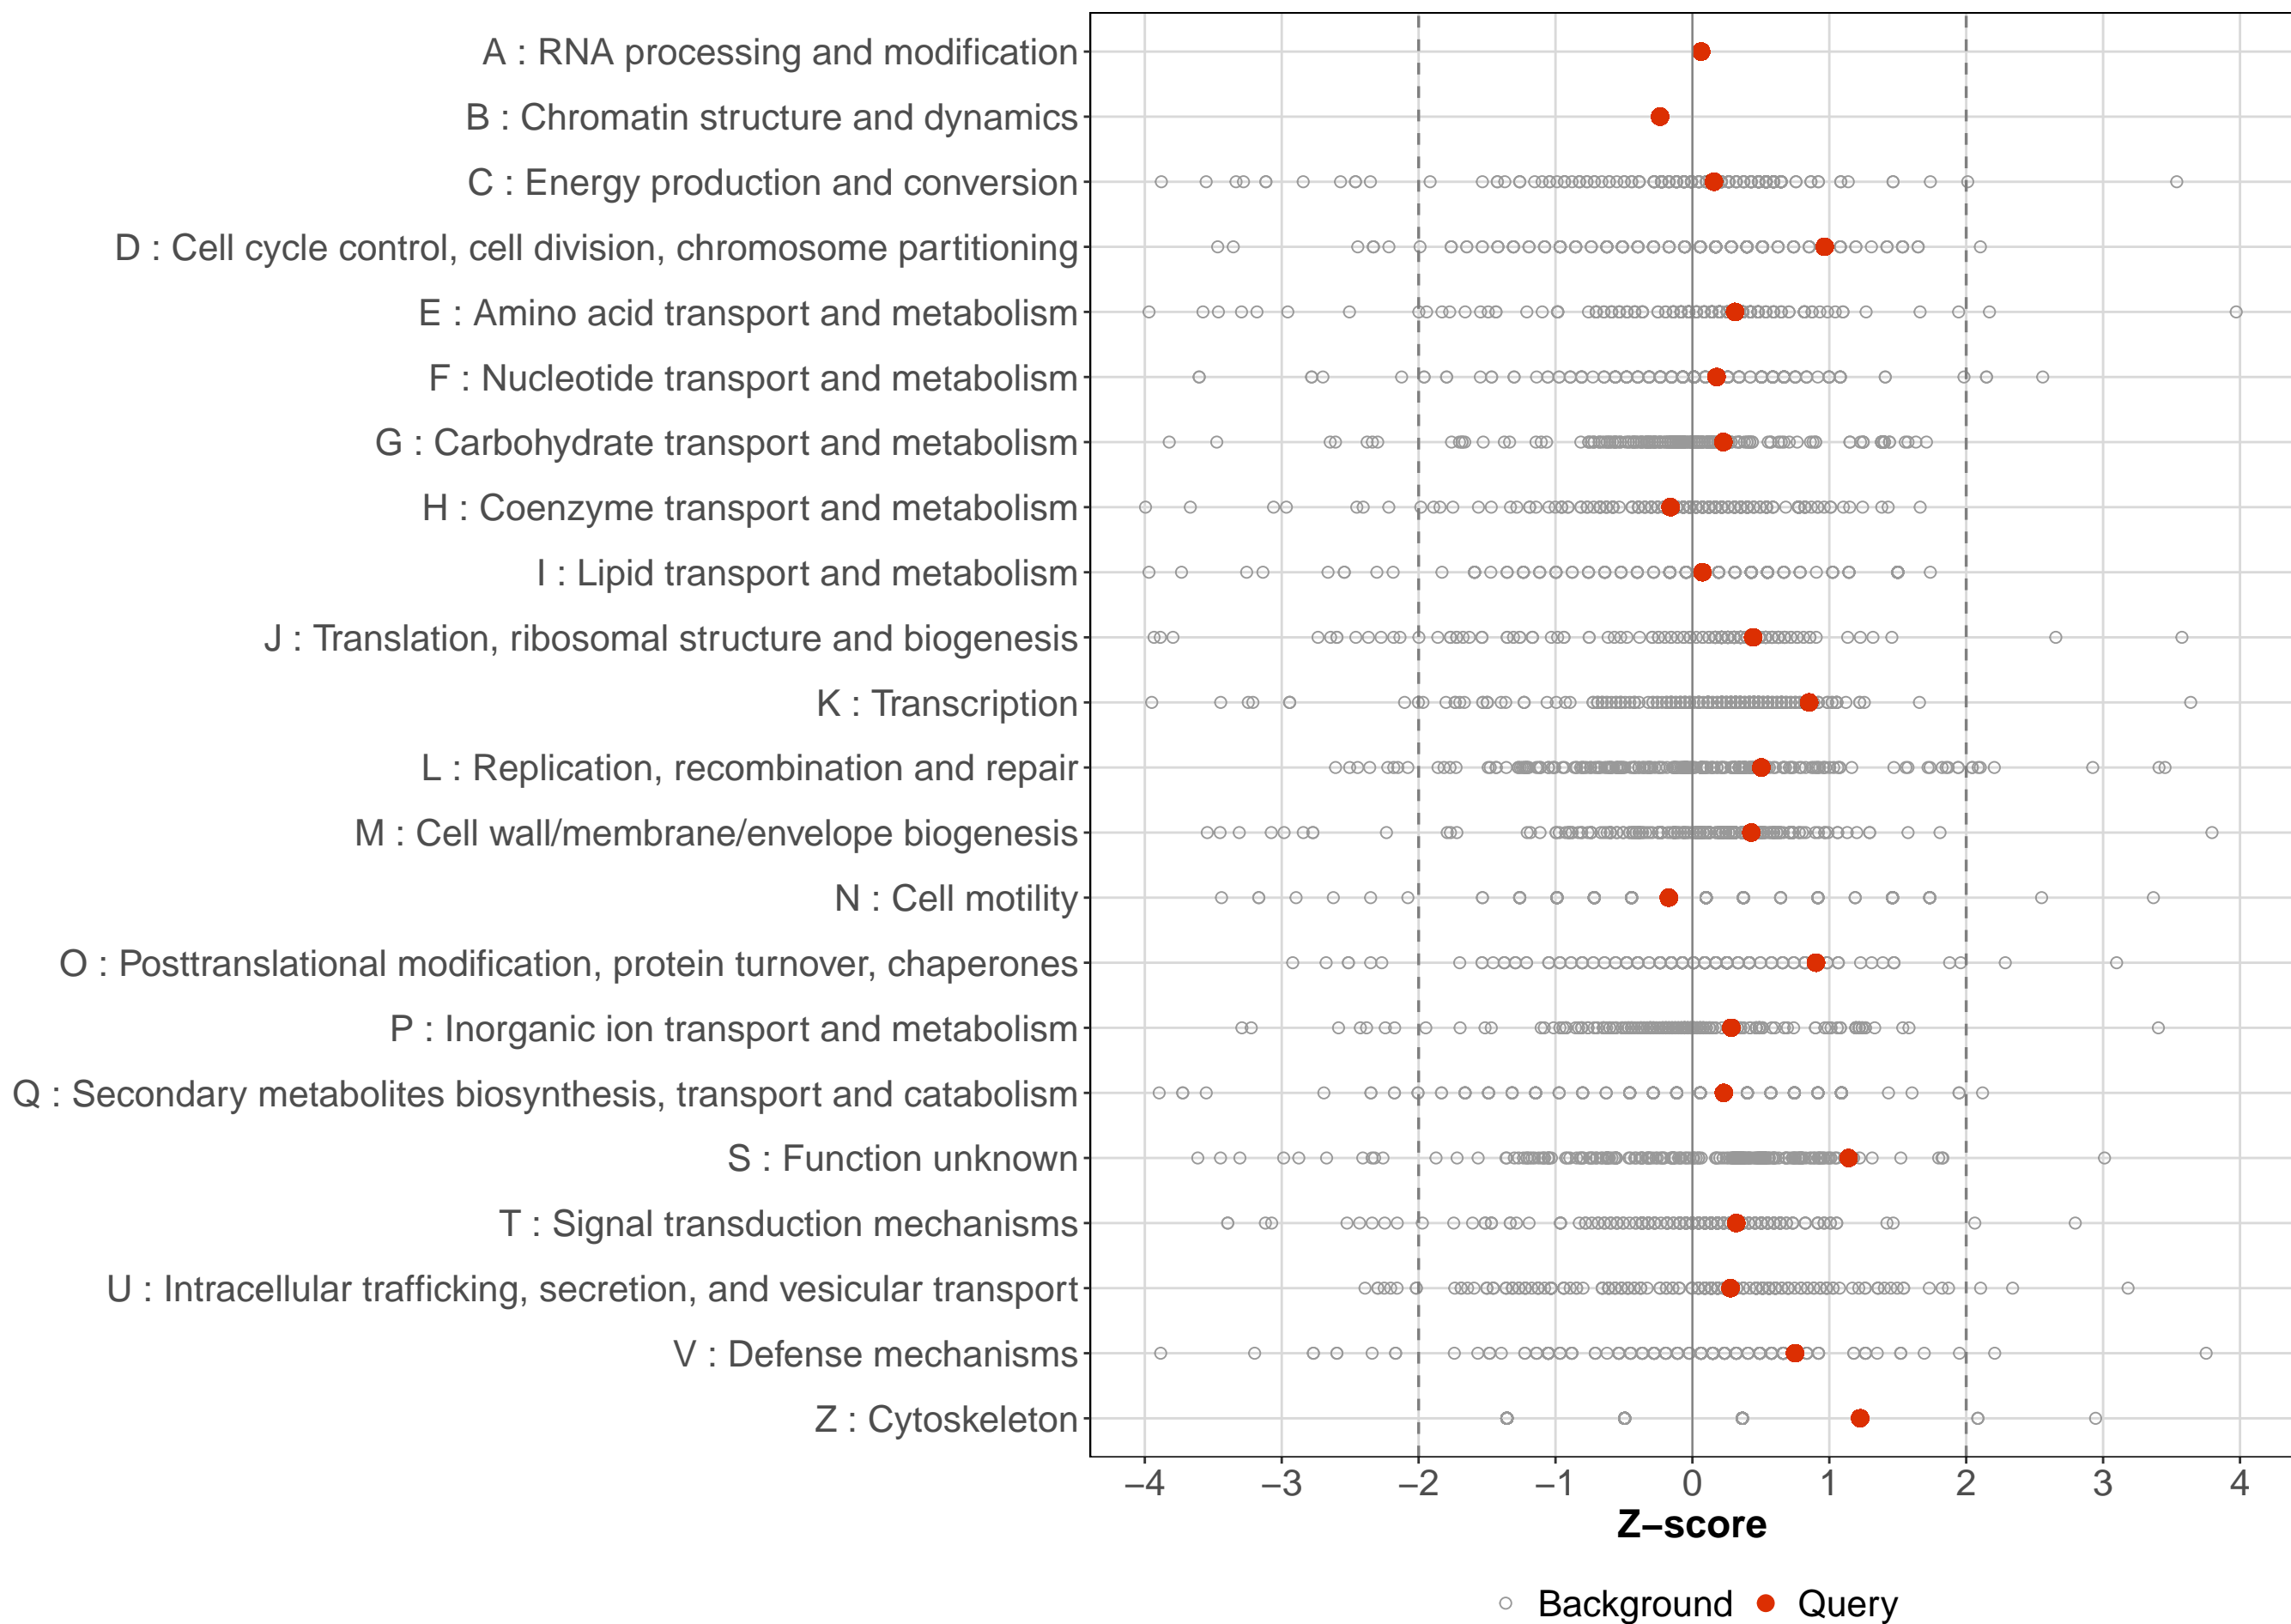 A : RNA processing and modification
B : Chromatin structure and dynamics
C : Energy production and conversion
D : Cell cycle control, cell division, chromosome partitioning
E : Amino acid transport and metabolism
F : Nucleotide transport and metabolism
G : Carbohydrate transport and metabolism
H : Coenzyme transport and metabolism
I : Lipid transport and metabolism
J : Translation, ribosomal structure and biogenesis
K : Transcription
L : Replication, recombination and repair
M : Cell wall/membrane/envelope biogenesis
N : Cell motility
O : Posttranslational modification, protein turnover, chaperones
P : Inorganic ion transport and metabolism
Q : Secondary metabolites biosynthesis, transport and catabolism
S : Function unknown
T : Signal transduction mechanisms
U : Intracellular trafficking, secretion, and vesicular transport
V : Defense mechanisms
Z : Cytoskeleton
−4 −3 −2 −1 0 1 2 3 4
Z−score
Background Query